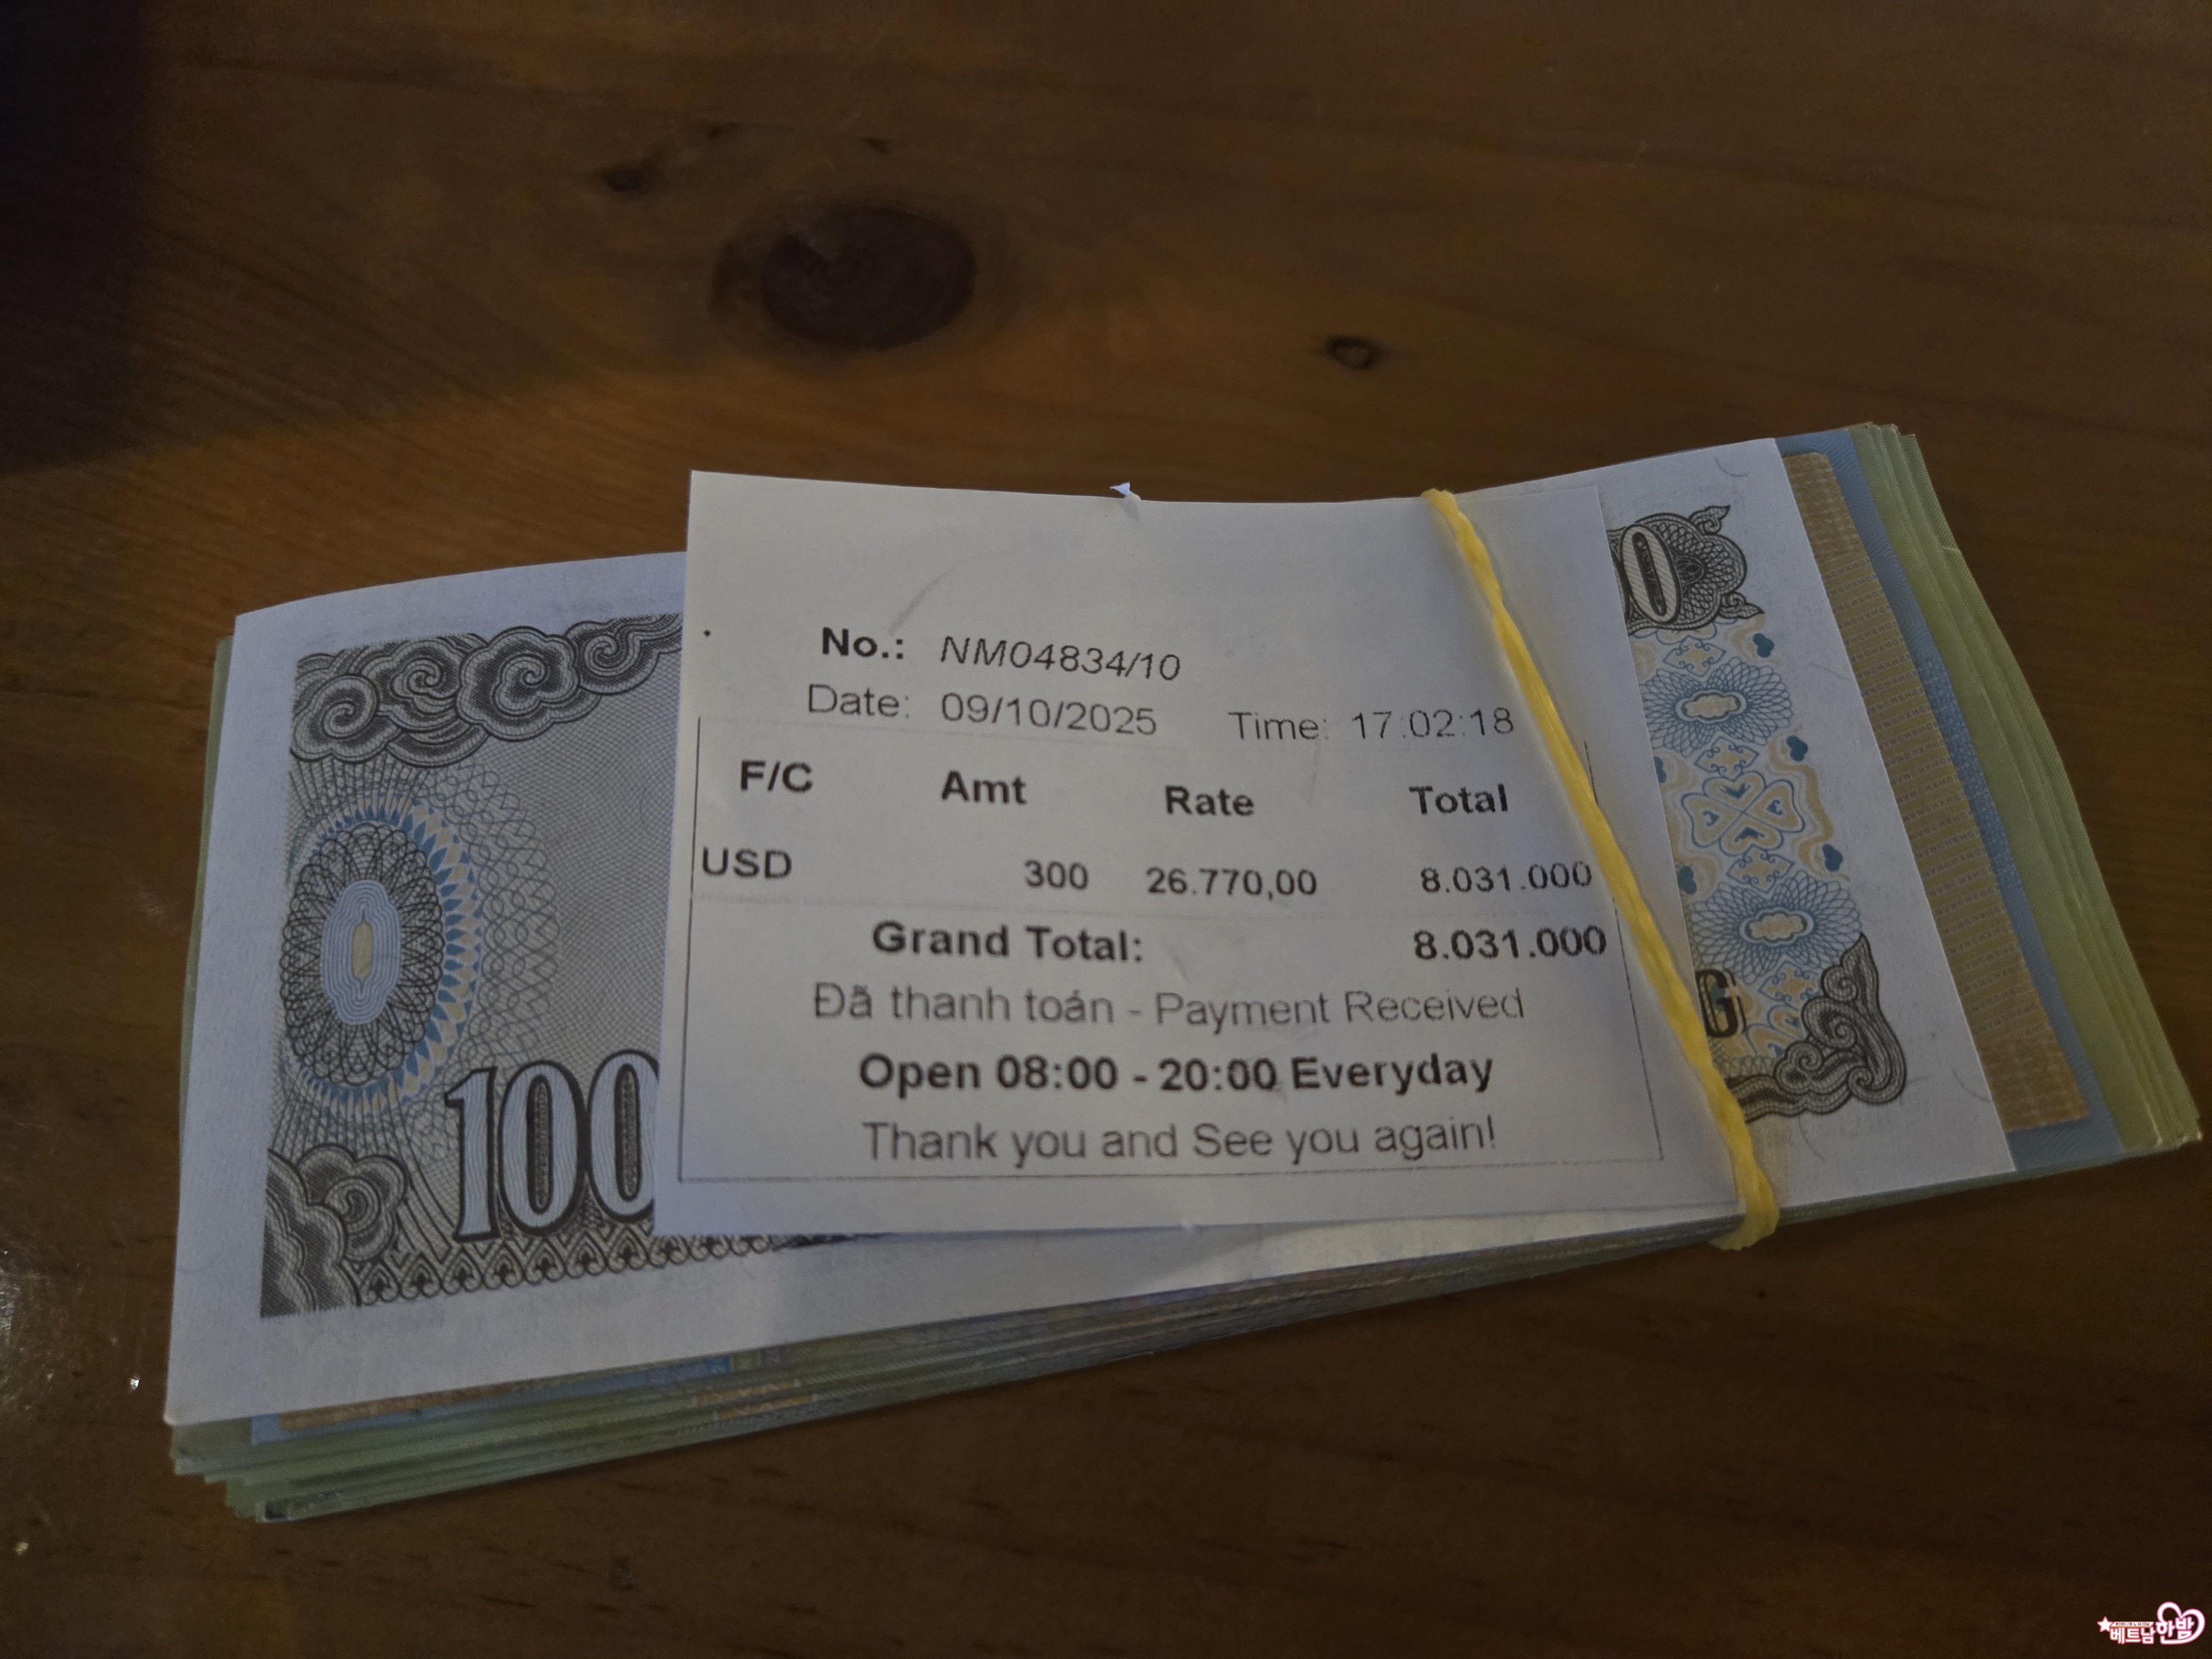 No.: NM04834/10
Date: 09/10/2025 Time: 17:02:18
F/C Amt Rate Total
USD 300 26.770,00 8.031.000
Grand Total: 8.031.000
Đã thanh toán - Payment Received
Open 08:00 - 20:00 Everyday
Thank you and See you again!
100
0
G
베트남하밤